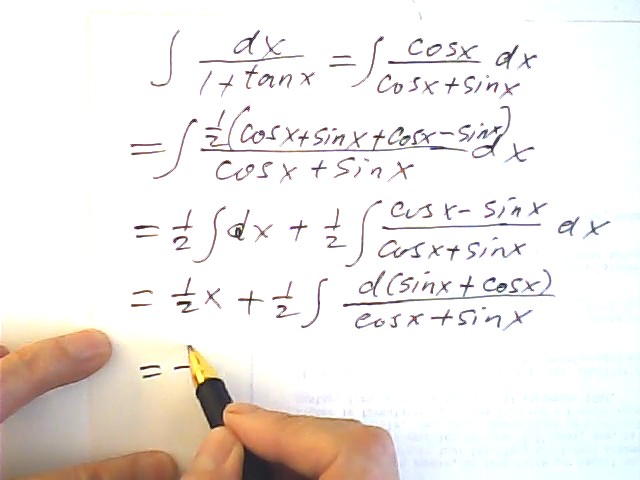 ∫ dx/(1+tanx) = ∫ cosx/(cosx+sinx) dx
= ∫ ½(cosx+sinx+cosx-sinx)/(cosx+sinx) dx
= ½ ∫ dx + ½ ∫ (cosx-sinx)/(cosx+sinx) dx
= ½x + ½ ∫ d(sinx+cosx)/(cosx+sinx)
= -